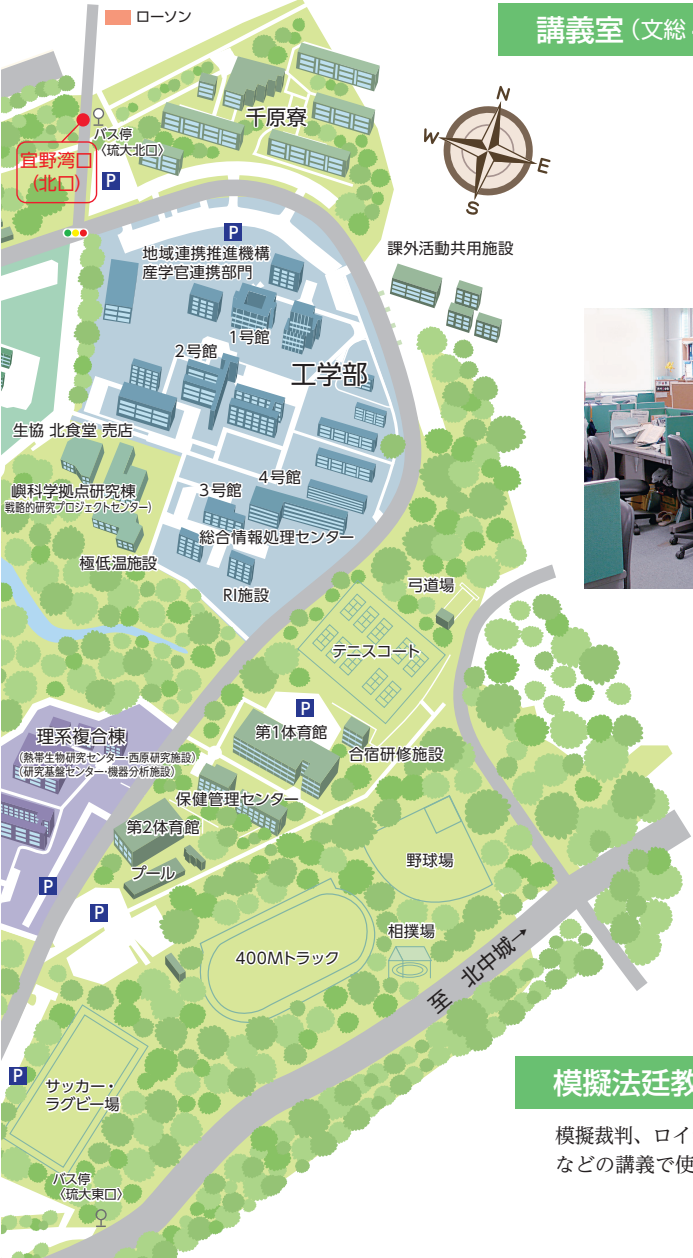 ローソン
講義室（文総
千原寮
バス停
〈琉大北口〉
宜野湾口
(北口)
P
N
W
E
S
P
地域連携推進機構
産学官連携部門
課外活動共用施設
1号館
2号館
工学部
生協 北食堂 売店
嶼科学拠点研究棟
戦略的研究プロジェクトセンター)
4号館
3号館
総合情報処理センター
極低温施設
RI施設
弓道場
テニスコート
P
理系複合棟
(熱帯生物研究センター・西原研究施設)
(研究基盤センター・機器分析施設)
第1体育館
合宿研修施設
保健管理センター
第2体育館
プール
野球場
P
P
相撲場
400Mトラック
至 北中城→
P
サッカー・
ラグビー場
バス停
〈琉大東口〉
模擬法廷教
模擬裁判、ロイ
などの講義で使